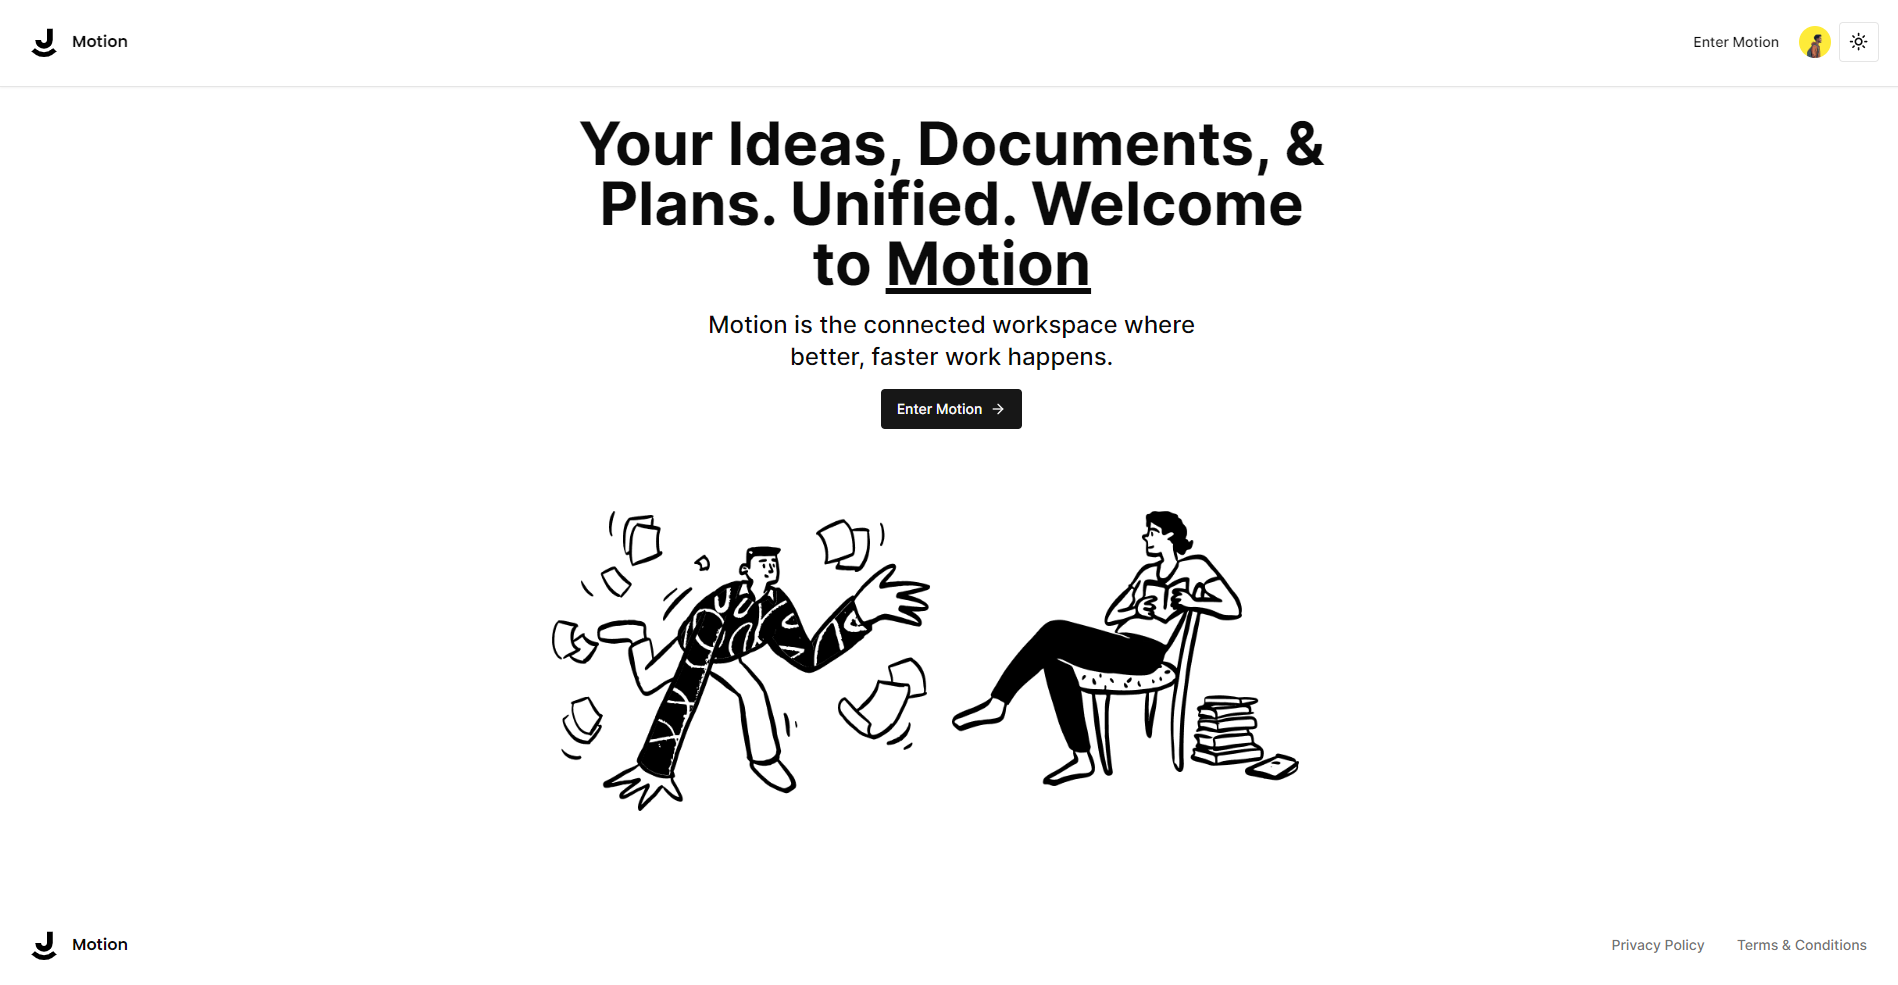 Motion
Enter Motion
Your Ideas, Documents, &
Plans. Unified. Welcome
to Motion
Motion is the connected workspace where
better, faster work happens.
Enter Motion
Motion
Privacy Policy
Terms & Conditions